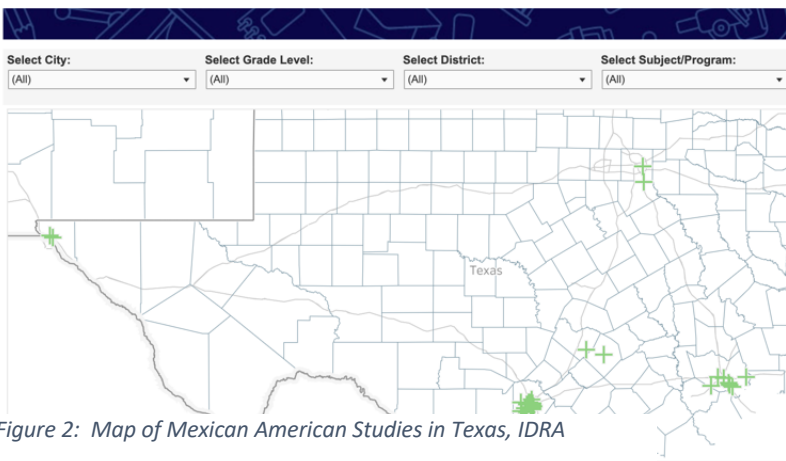 Select City: Select Grade Level: Select District: Select Subject/Program:
(All) (All) (All) (All)
Texas
Figure 2: Map of Mexican American Studies in Texas, IDRA